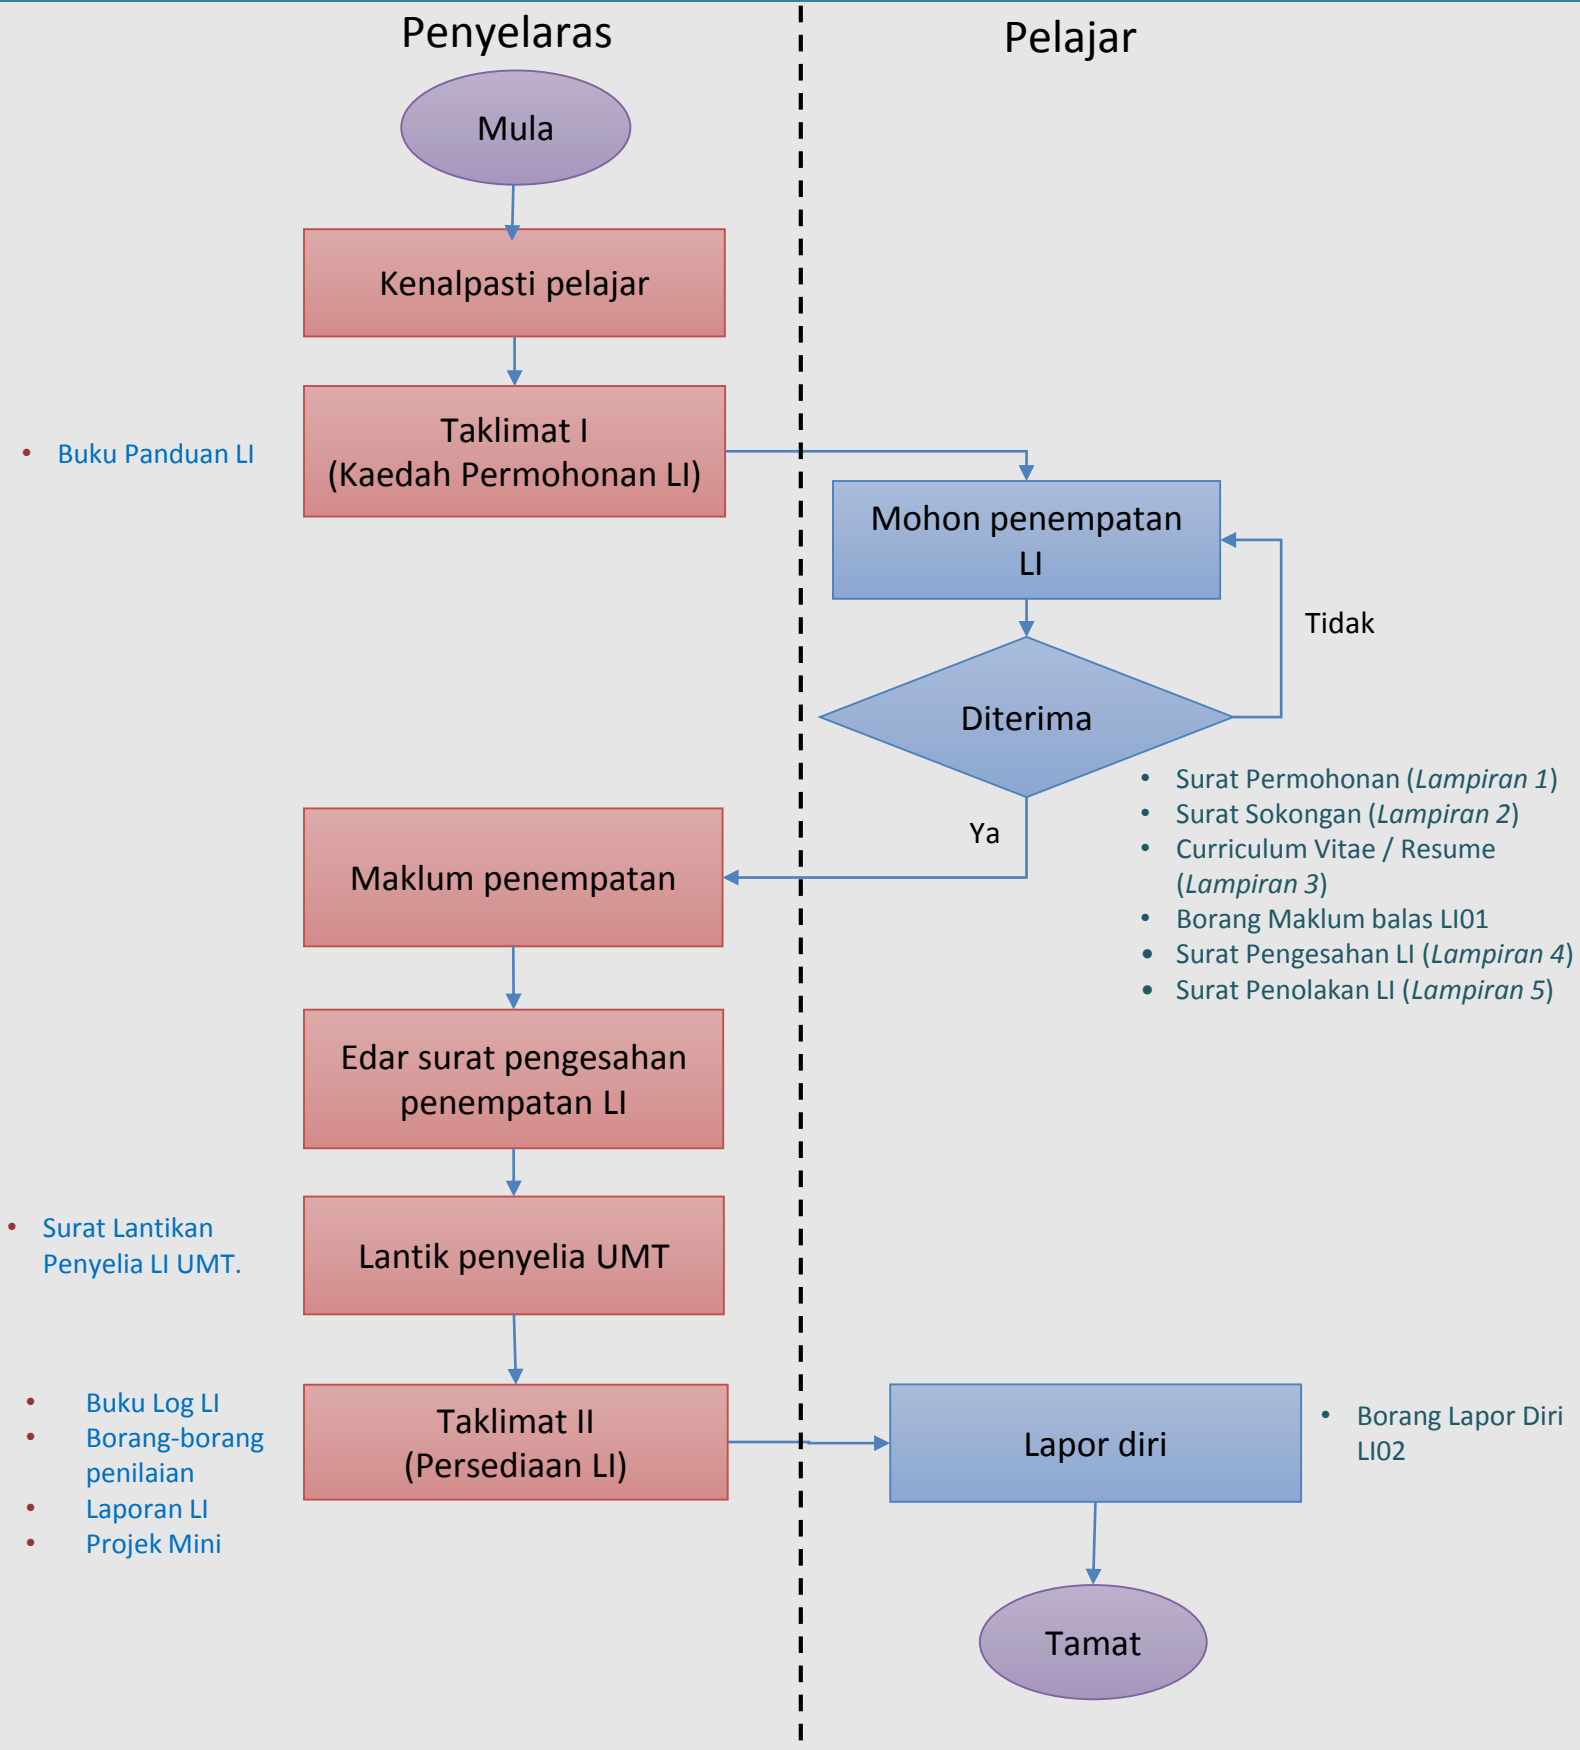 Penyelaras
Pelajar
Mula
Kenalpasti pelajar
Taklimat I
(Kaedah Permohonan LI)
• Buku Panduan LI
Mohon penempatan
LI
Tidak
Diterima
Ya
• Surat Permohonan (Lampiran 1)
• Surat Sokongan (Lampiran 2)
• Curriculum Vitae / Resume
(Lampiran 3)
• Borang Maklum balas LI01
• Surat Pengesahan LI (Lampiran 4)
• Surat Penolakan LI (Lampiran 5)
Maklum penempatan
Edar surat pengesahan
penempatan LI
• Surat Lantikan
Penyelia LI UMT.
Lantik penyelia UMT
• Buku Log LI
• Borang-borang
penilaian
• Laporan LI
• Projek Mini
Taklimat II
(Persediaan LI)
Lapor diri
• Borang Lapor Diri
LI02
Tamat